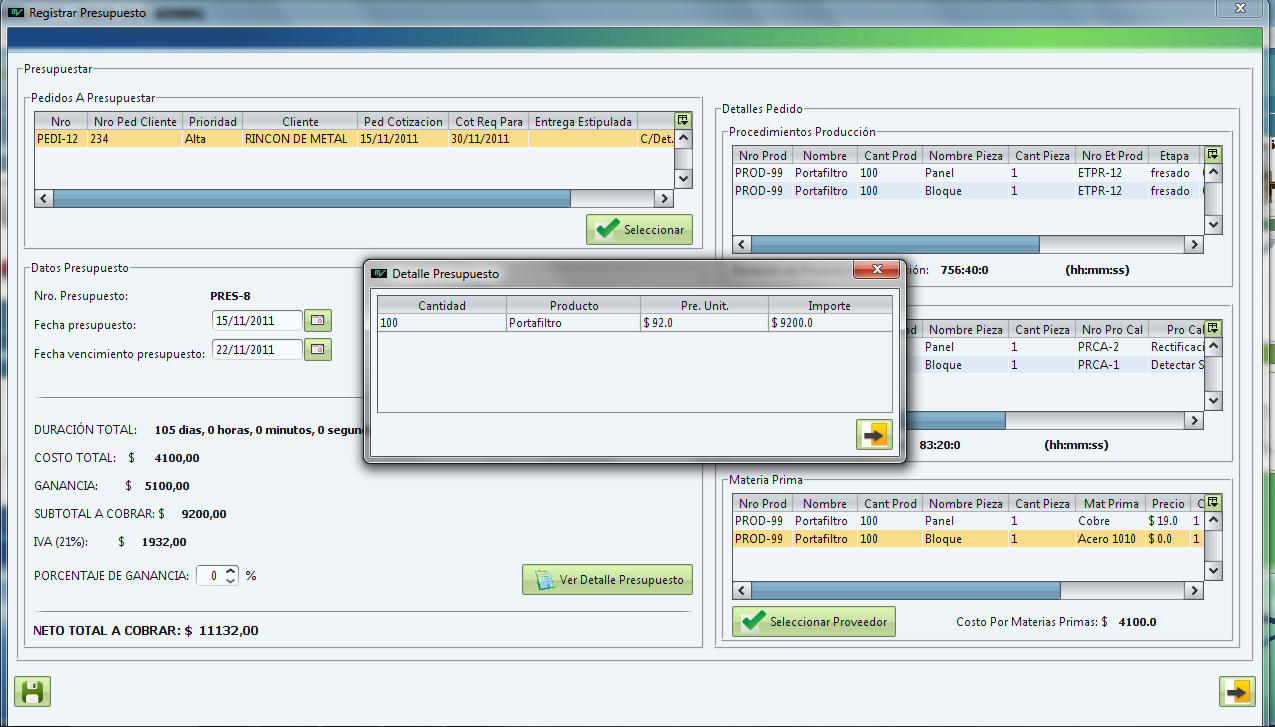 Registrar Presupuesto
Presupuestar
Pedidos A Presupuestar
Nro Nro Ped Cliente Prioridad Cliente Ped Cotizacion Cot Req Para Entrega Estipulada
PEDI-12 234 Alta RINCON DE METAL 15/11/2011 30/11/2011 C/Det.
Seleccionar
Datos Presupuesto
Nro. Presupuesto: PRES-8
Fecha presupuesto: 15/11/2011
Fecha vencimiento presupuesto: 22/11/2011
DURACIÓN TOTAL: 105 dias, 0 horas, 0 minutos, 0 segun
COSTO TOTAL: $ 4100,00
GANANCIA: $ 5100,00
SUBTOTAL A COBRAR: $ 9200,00
IVA (21%): $ 1932,00
PORCENTAJE DE GANANCIA: 0 %
Ver Detalle Presupuesto
NETO TOTAL A COBRAR: $ 11132,00
Detalle Presupuesto
Cantidad Producto Pre. Unit. Importe
100 Portafiltro $ 92.0 $ 9200.0
Detalles Pedido
Procedimientos Producción
Nro Prod Nombre Cant Prod Nombre Pieza Cant Pieza Nro Et Prod Etapa
PROD-99 Portafiltro 100 Panel 1 ETPR-12 fresado
PROD-99 Portafiltro 100 Bloque 1 ETPR-12 fresado
ión: 756:40:0 (hh:mm:ss)
od Nombre Pieza Cant Pieza Nro Pro Cal Pro Cal
Panel 1 PRCA-2 Rectificaci
Bloque 1 PRCA-1 Detectar S
83:20:0 (hh:mm:ss)
Materia Prima
Nro Prod Nombre Cant Prod Nombre Pieza Cant Pieza Mat Prima Precio C
PROD-99 Portafiltro 100 Panel 1 Cobre $ 19.0 1
PROD-99 Portafiltro 100 Bloque 1 Acero 1010 $ 0.0 1
Seleccionar Proveedor
Costo Por Materias Primas: $ 4100.0